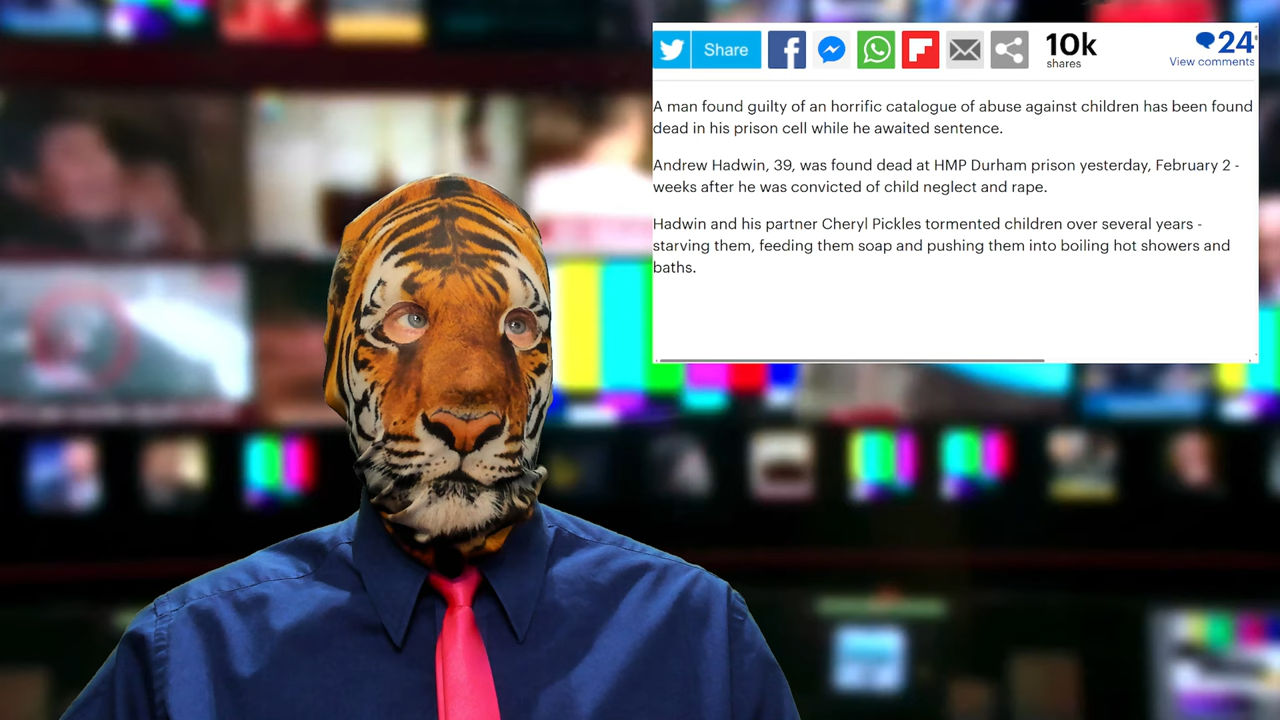 Share
10k
shares
24
View comments
A man found guilty of an horrific catalogue of abuse against children has been found
dead in his prison cell while he awaited sentence.
Andrew Hadwin, 39, was found dead at HMP Durham prison yesterday, February 2 -
weeks after he was convicted of child neglect and rape.
Hadwin and his partner Cheryl Pickles tormented children over several years -
starving them, feeding them soap and pushing them into boiling hot showers and
baths.